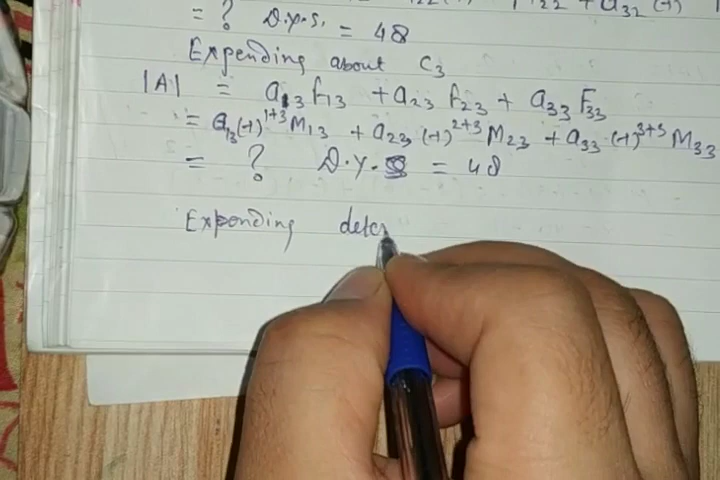 = ? D.y.s. = 48
Expending about C3
|A| = a13 f13 + a23 f23 + a33 F33
= a13 (-1)^1+3 M13 + a23 (-1)^2+3 M23 + a33 (-1)^3+3 M33
= ? D.y.S = 48
Expending deter